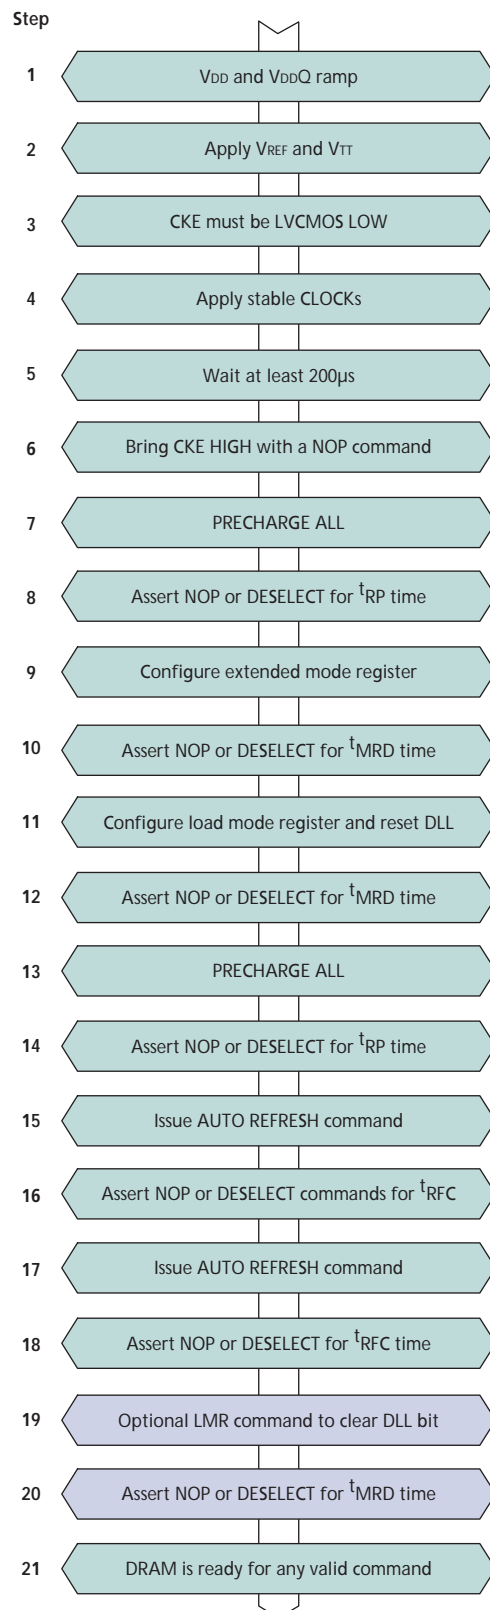 Step
1 VDD and VDDQ ramp
2 Apply VREF and VTT
3 CKE must be LVCMOS LOW
4 Apply stable CLOCKs
5 Wait at least 200μs
6 Bring CKE HIGH with a NOP command
7 PRECHARGE ALL
8 Assert NOP or DESELECT for tRP time
9 Configure extended mode register
10 Assert NOP or DESELECT for tMRD time
11 Configure load mode register and reset DLL
12 Assert NOP or DESELECT for tMRD time
13 PRECHARGE ALL
14 Assert NOP or DESELECT for tRP time
15 Issue AUTO REFRESH command
16 Assert NOP or DESELECT commands for tRFC
17 Issue AUTO REFRESH command
18 Assert NOP or DESELECT for tRFC time
19 Optional LMR command to clear DLL bit
20 Assert NOP or DESELECT for tMRD time
21 DRAM is ready for any valid command